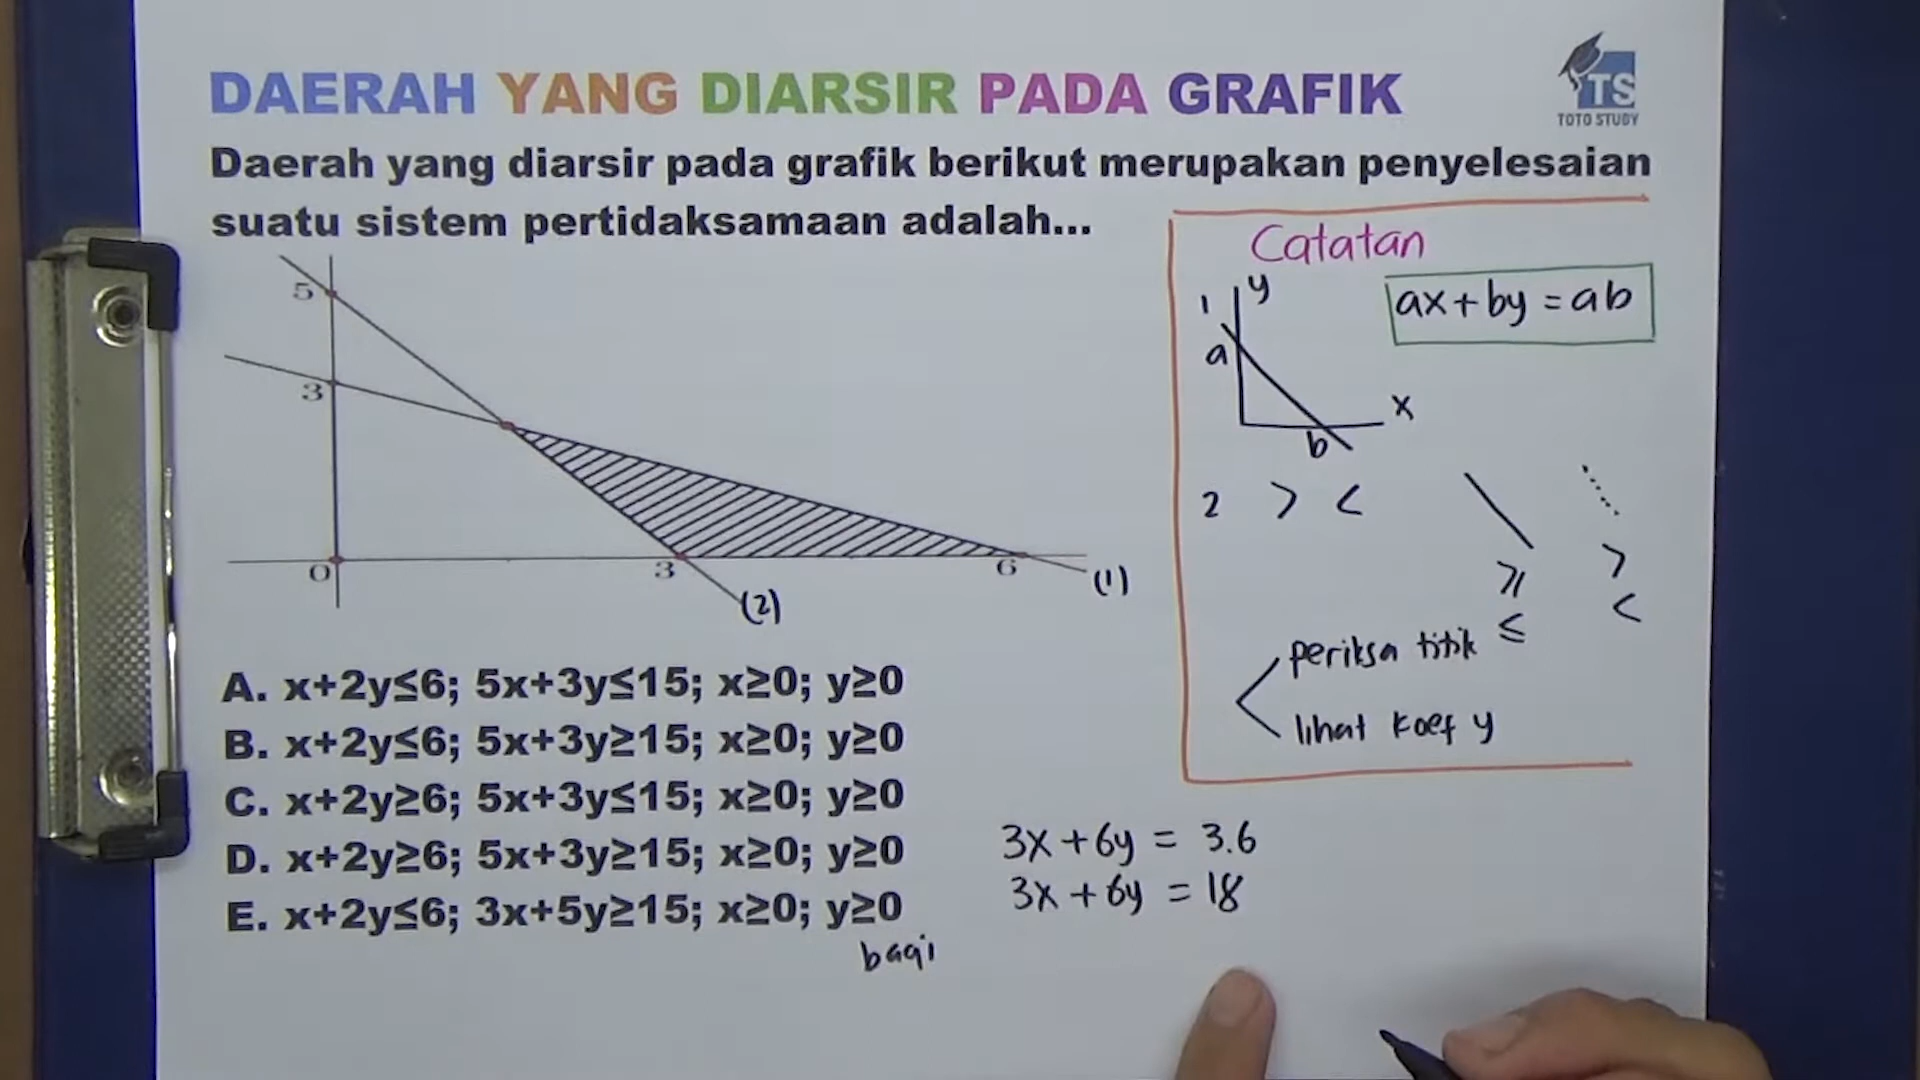 DAERAH YANG DIARSIR PADA GRAFIK
TS
TOTO STUDY
Daerah yang diarsir pada grafik berikut merupakan penyelesaian
suatu sistem pertidaksamaan adalah...
5
3
0
3
6
(1)
(2)
Catatan
1
y
a
x
b
ax+by = ab
2 > <
≥
≤
>
<
periksa titik
lihat koef y
A. x+2y≤6; 5x+3y≤15; x≥0; y≥0
B. x+2y≤6; 5x+3y≥15; x≥0; y≥0
C. x+2y≥6; 5x+3y≤15; x≥0; y≥0
D. x+2y≥6; 5x+3y≥15; x≥0; y≥0
E. x+2y≤6; 3x+5y≥15; x≥0; y≥0
3x+6y = 3.6
3x+6y = 18
bagi